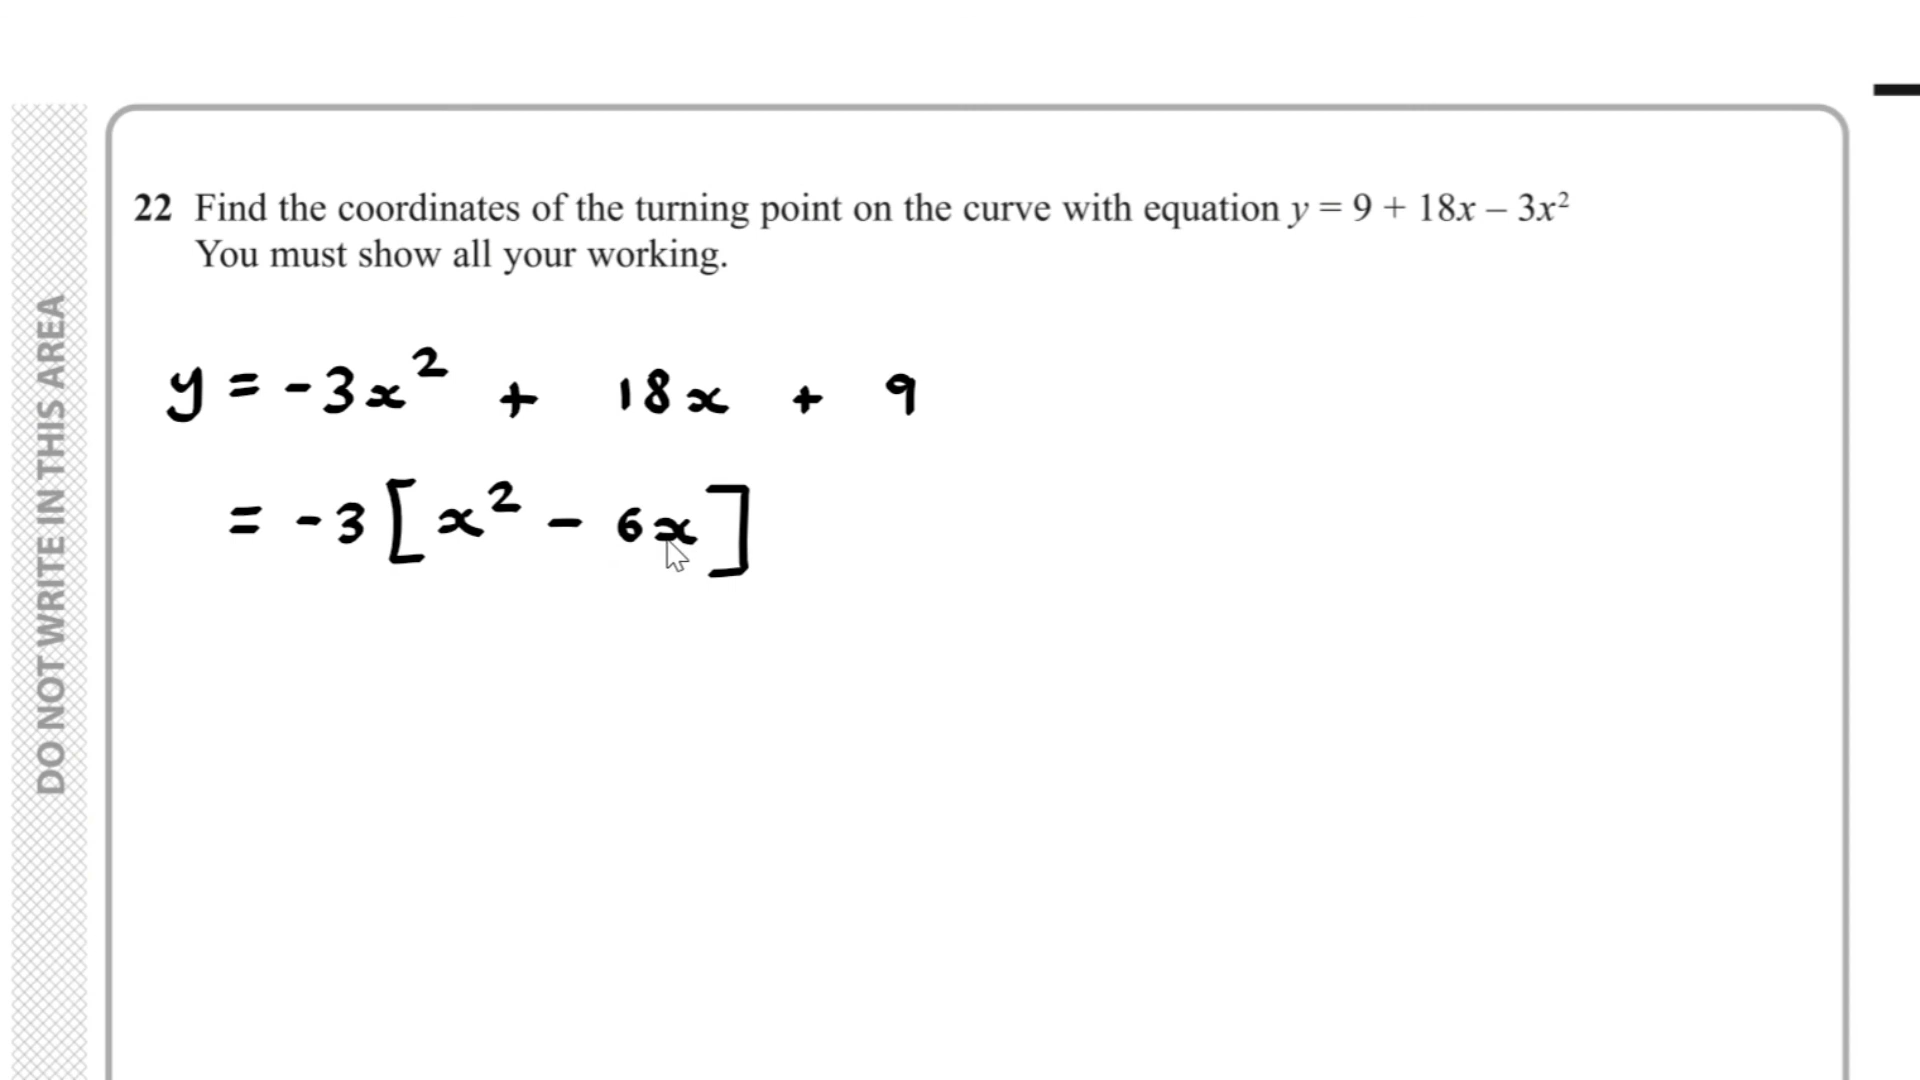 22 Find the coordinates of the turning point on the curve with equation y = 9 + 18x – 3x²
You must show all your working.
y = -3x² + 18x + 9
= -3[x² - 6x]
DO NOT WRITE IN THIS AREA